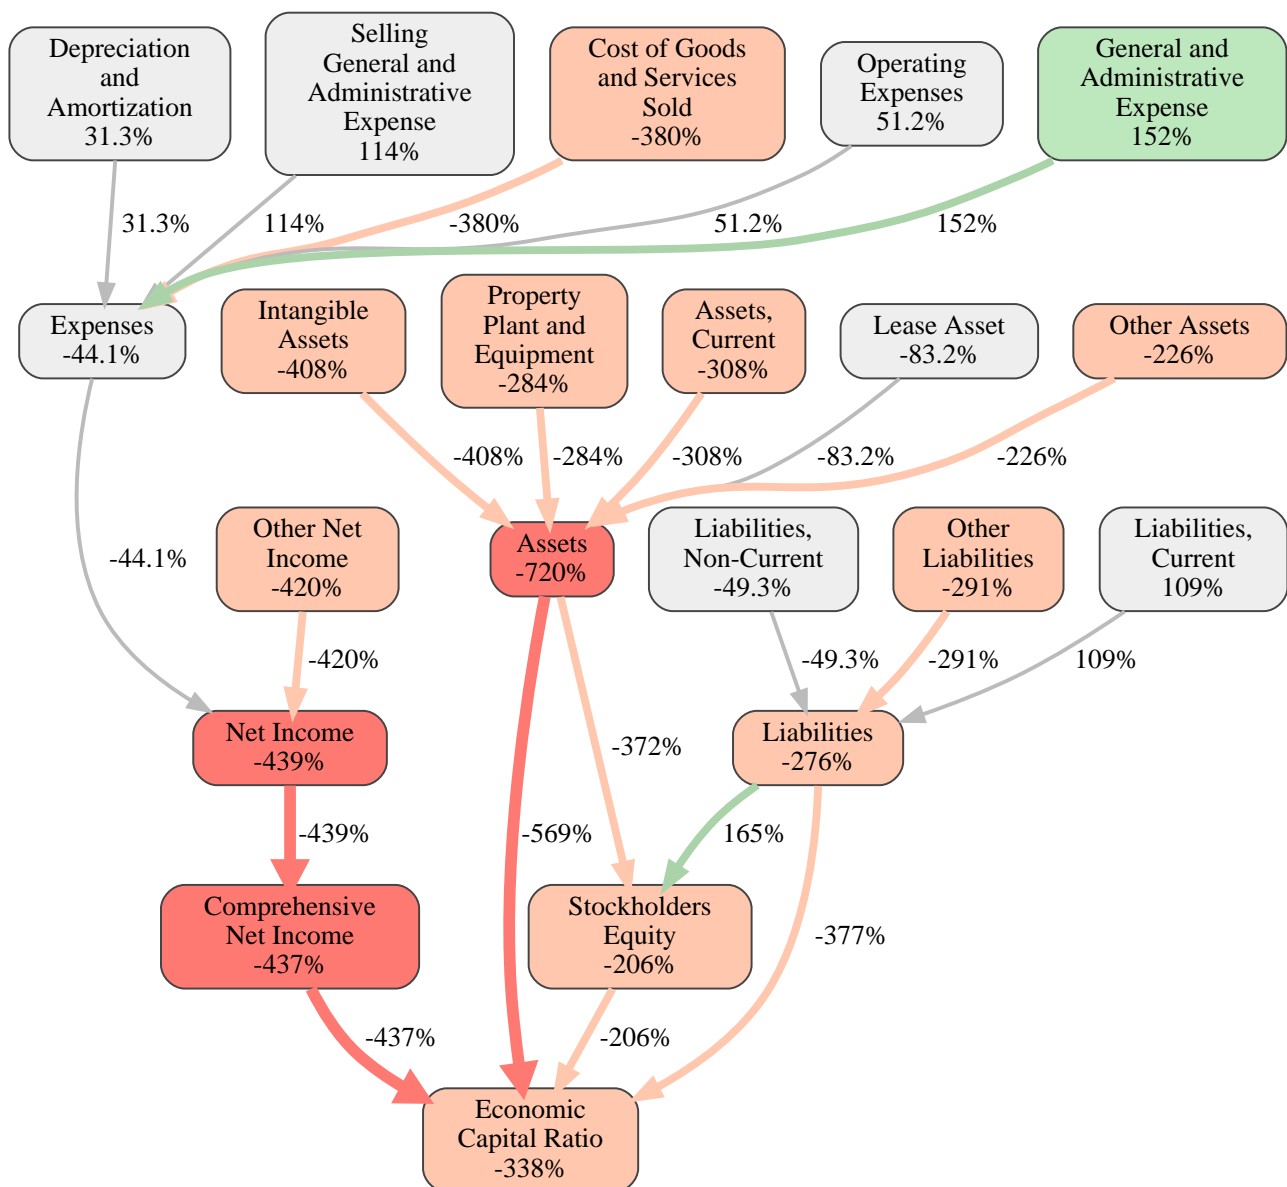 Depreciation
and
Amortization
31.3%
Selling
General and
Administrative
Expense
114%
Cost of Goods
and Services
Sold
-380%
Operating
Expenses
51.2%
General and
Administrative
Expense
152%
31.3%
114%
-380%
51.2%
152%
Expenses
-44.1%
Intangible
Assets
-408%
Property
Plant and
Equipment
-284%
Assets,
Current
-308%
Lease Asset
-83.2%
Other Assets
-226%
-408%
-284%
-308%
-83.2%
-226%
-44.1%
Other Net
Income
-420%
Assets
-720%
Liabilities,
Non-Current
-49.3%
Other
Liabilities
-291%
Liabilities,
Current
109%
-420%
-49.3%
-291%
109%
Net Income
-439%
-372%
Liabilities
-276%
-439%
-569%
165%
Comprehensive
Net Income
-437%
Stockholders
Equity
-206%
-377%
-437%
-206%
Economic
Capital Ratio
-338%